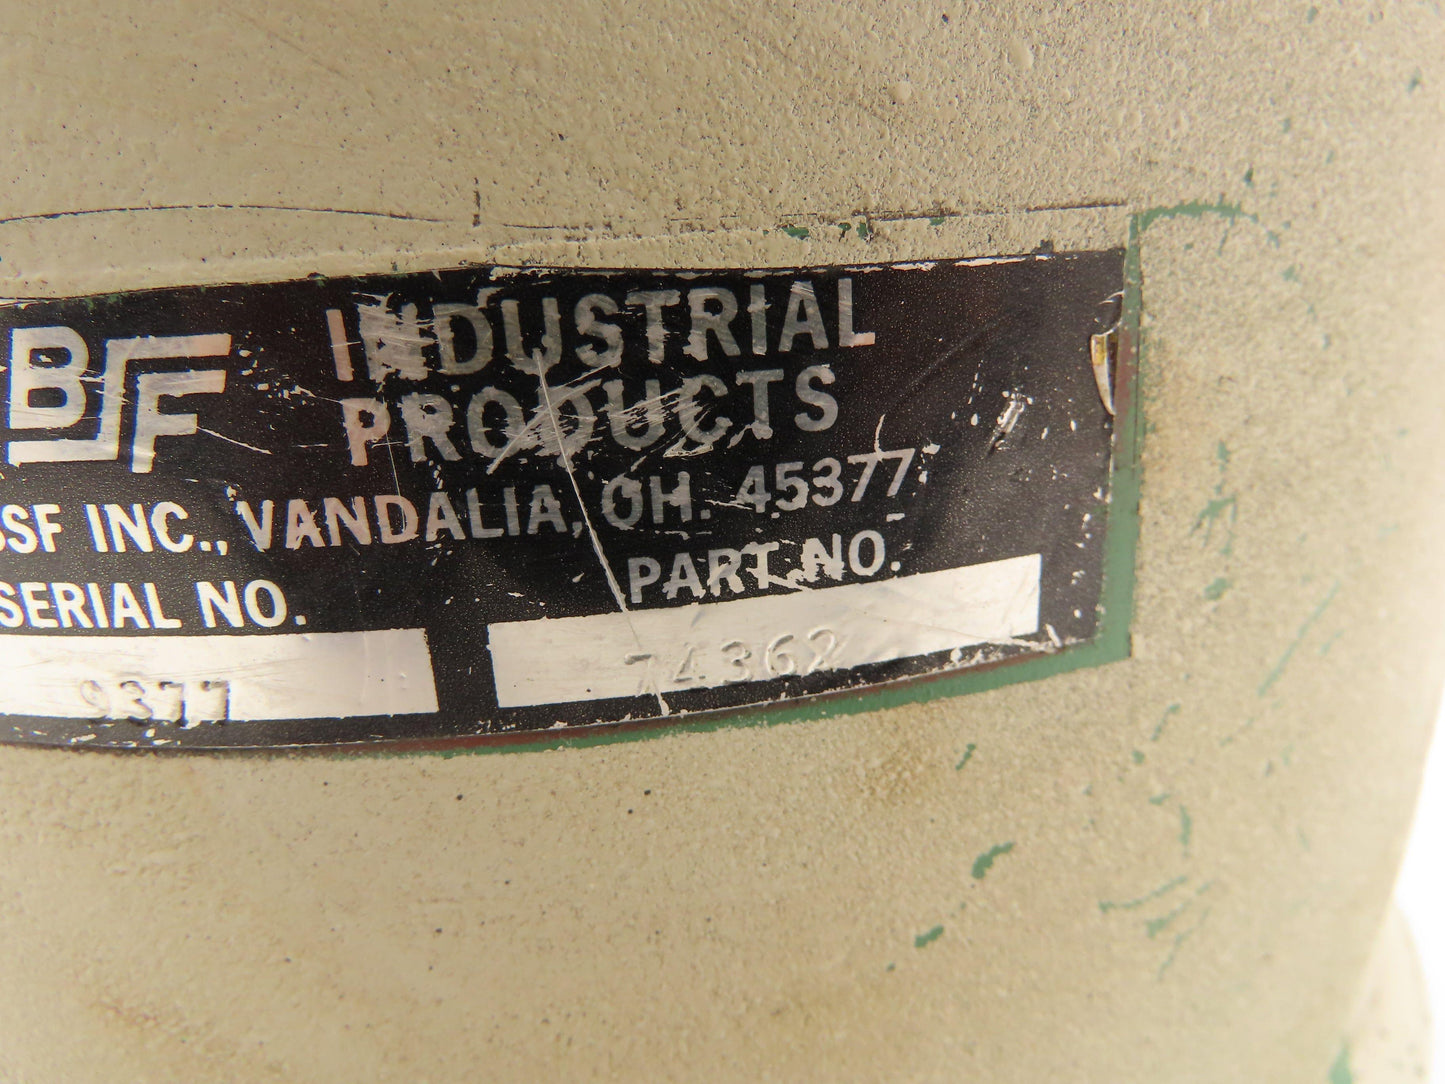 BSF INDUSTRIAL
PRODUCTS
BSF INC., VANDALIA, OH. 45377
SERIAL NO. PART NO.
9377 74362